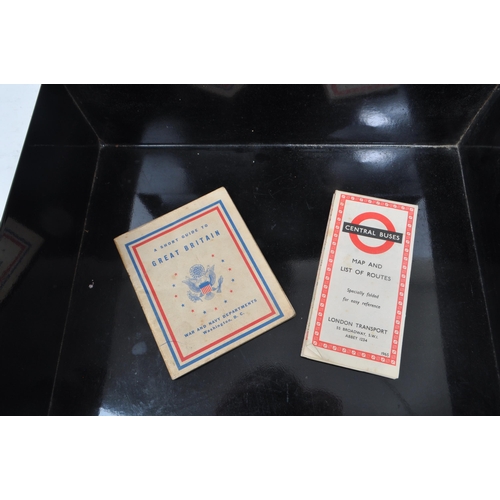 A SHORT GUIDE TO
GREAT BRITAIN
WAR AND NAVY DEPARTMENTS
Washington, D. C.
CENTRAL BUSES
MAP AND
LIST OF ROUTES
Specially folded
for easy reference
LONDON TRANSPORT
55, BROADWAY, S.W.1.
ABBEY 1234